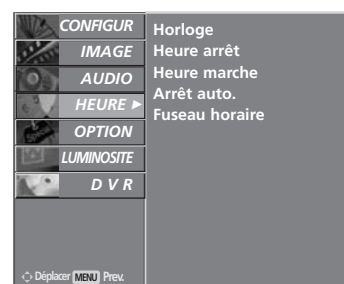 CONFIGUR
IMAGE
AUDIO
HEURE ►
OPTION
LUMINOSITE
D V R
Horloge
Heure arrêt
Heure marche
Arrêt auto.
Fuseau horaire
Déplacer MENU Prev.